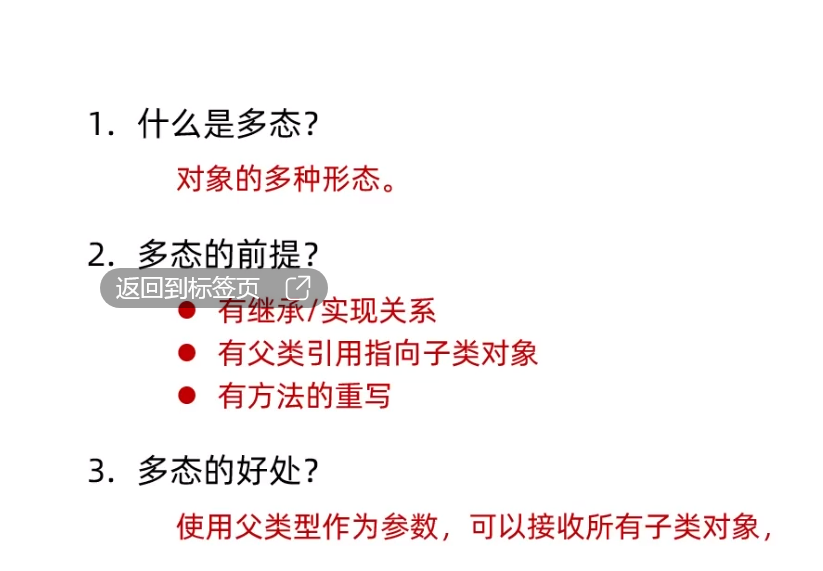 1. 什么是多态？
对象的多种形态。
2. 多态的前提？
返回到标签页
● 有继承/实现关系
● 有父类引用指向子类对象
● 有方法的重写
3. 多态的好处？
使用父类型作为参数，可以接收所有子类对象，